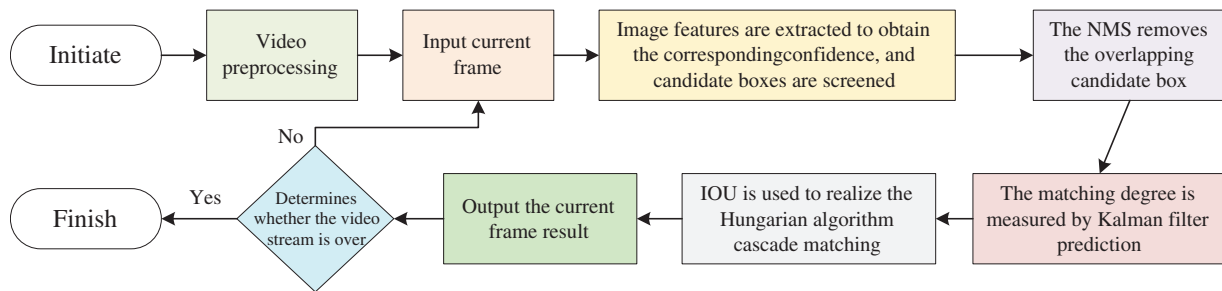 Initiate
Video
preprocessing
Input current
frame
Image features are extracted to obtain
the correspondingconfidence, and
candidate boxes are screened
The NMS removes
the overlapping
candidate box
No
Yes
Finish
Determines
whether the video
stream is over
Output the current
frame result
IOU is used to realize the
Hungarian algorithm
cascade matching
The matching degree is
measured by Kalman filter
prediction